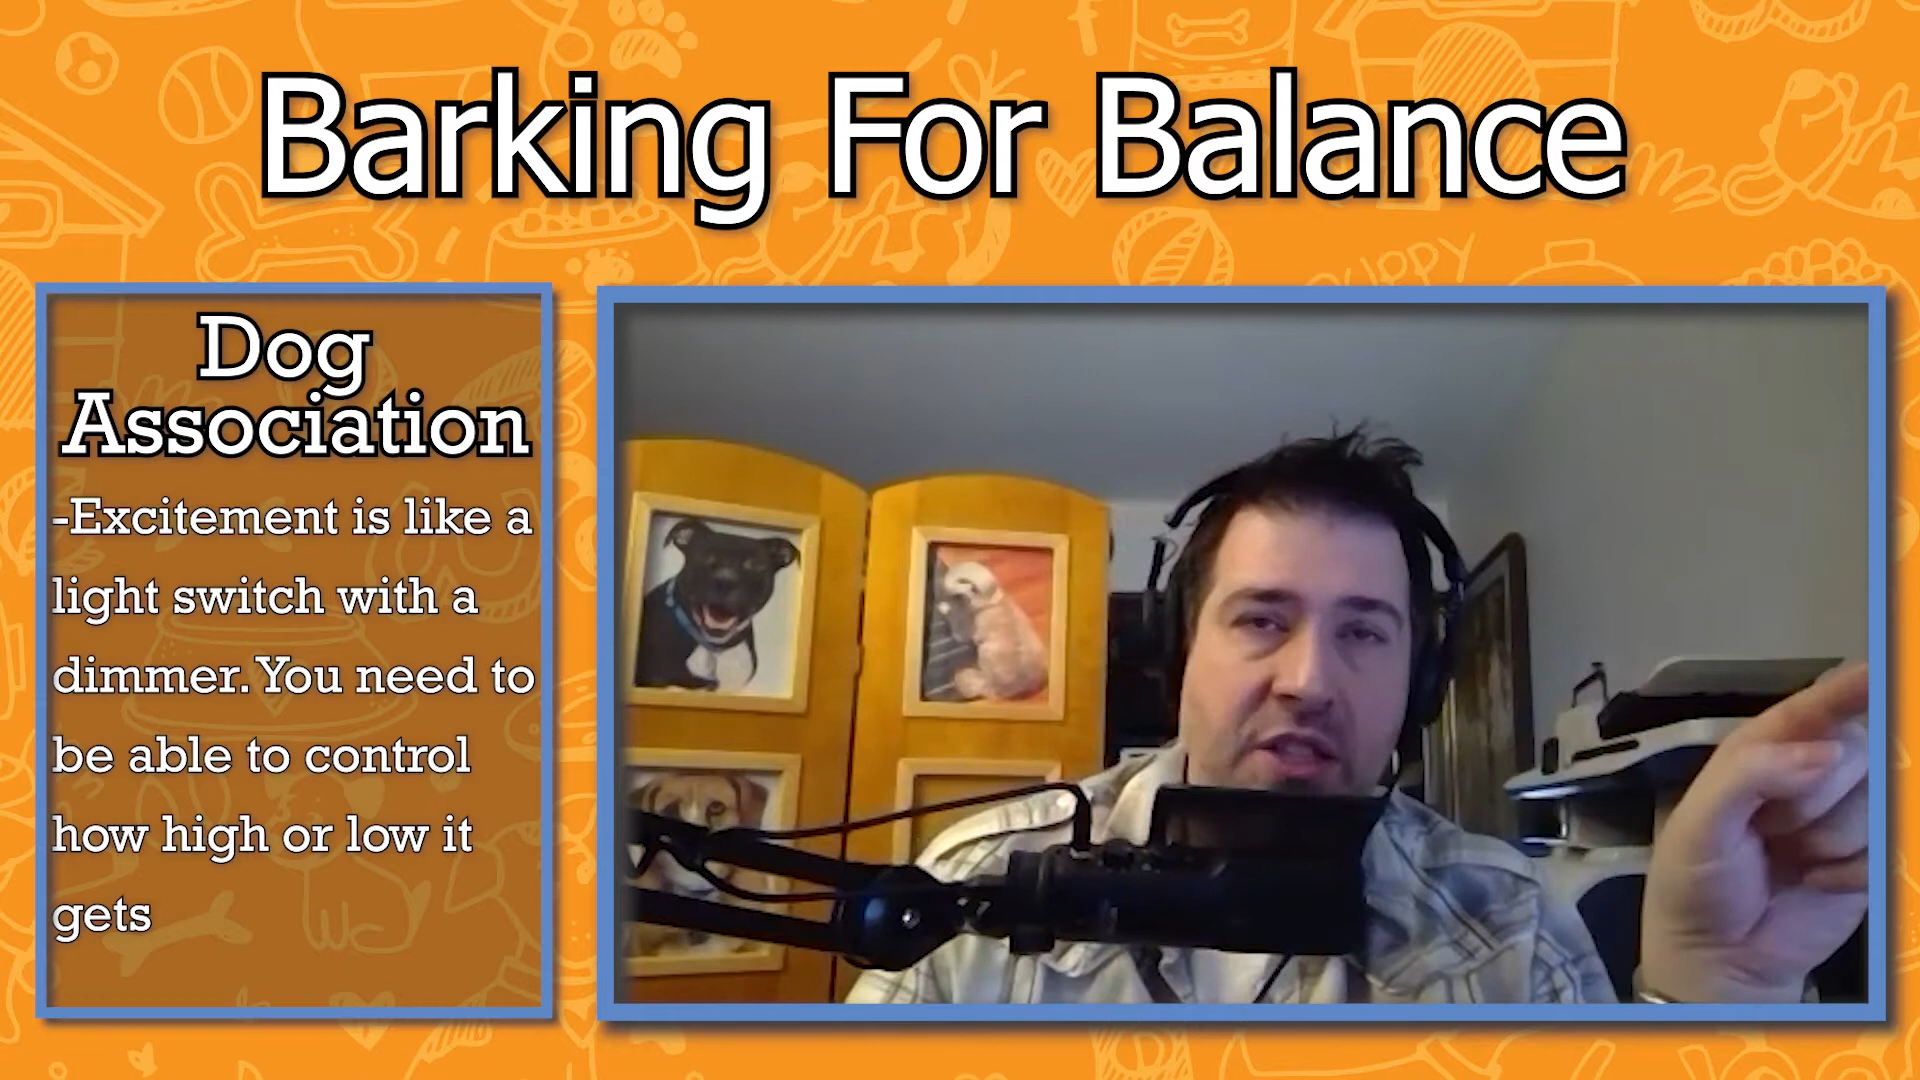 Barking For Balance
Dog
Association
-Excitement is like a
light switch with a
dimmer. You need to
be able to control
how high or low it
gets
PUPPY